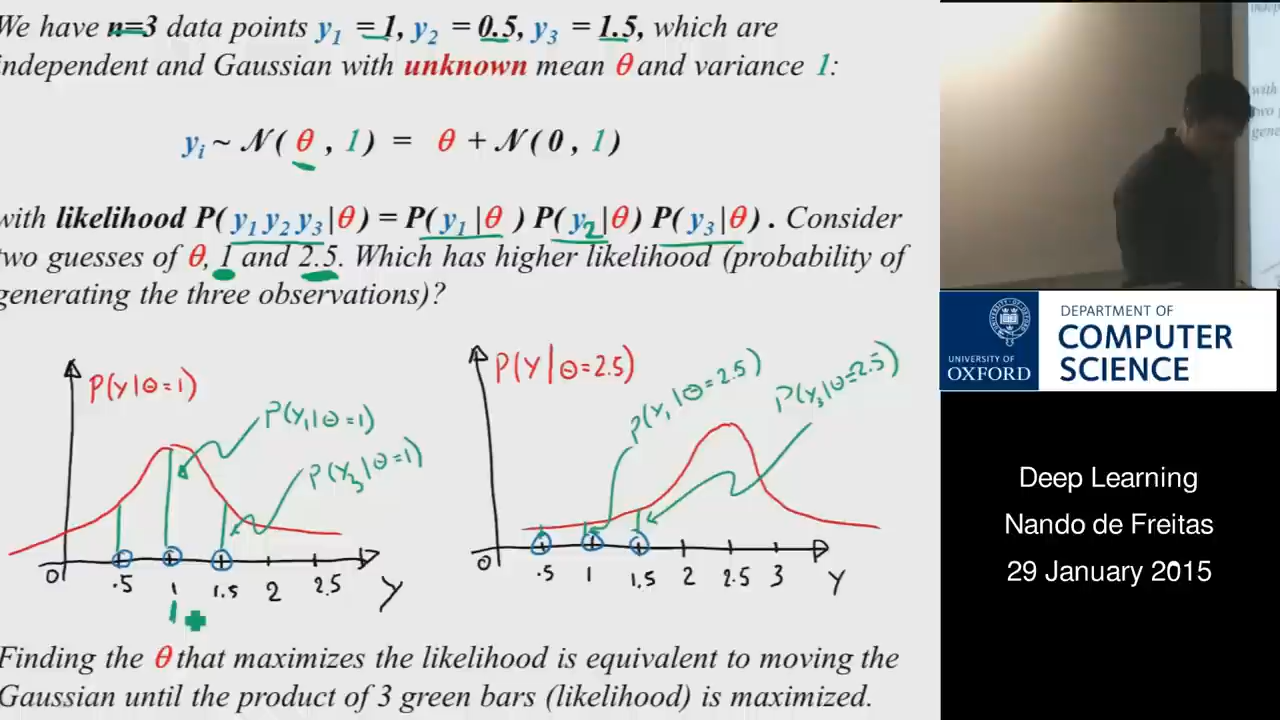 We have n=3 data points y1 = 1, y2 = 0.5, y3 = 1.5, which are
independent and Gaussian with unknown mean θ and variance 1:
yi ~ N( θ , 1 ) = θ + N( 0 , 1 )
with likelihood P( y1 y2 y3 |θ ) = P( y1 |θ ) P( y2 |θ ) P( y3 |θ ) . Consider
two guesses of θ, 1 and 2.5. Which has higher likelihood (probability of
generating the three observations)?
P(Y|θ=1)
P(Y1|θ=1)
P(Y3|θ=1)
0 .5 1 1.5 2 2.5 Y
1
P(Y|θ=2.5)
P(Y1|θ=2.5)
P(Y3|θ=2.5)
0 .5 1 1.5 2 2.5 3 Y
Finding the θ that maximizes the likelihood is equivalent to moving the
Gaussian until the product of 3 green bars (likelihood) is maximized.
with
two
gene
UNIVERSITY OF
OXFORD
DEPARTMENT OF
COMPUTER
SCIENCE
Deep Learning
Nando de Freitas
29 January 2015